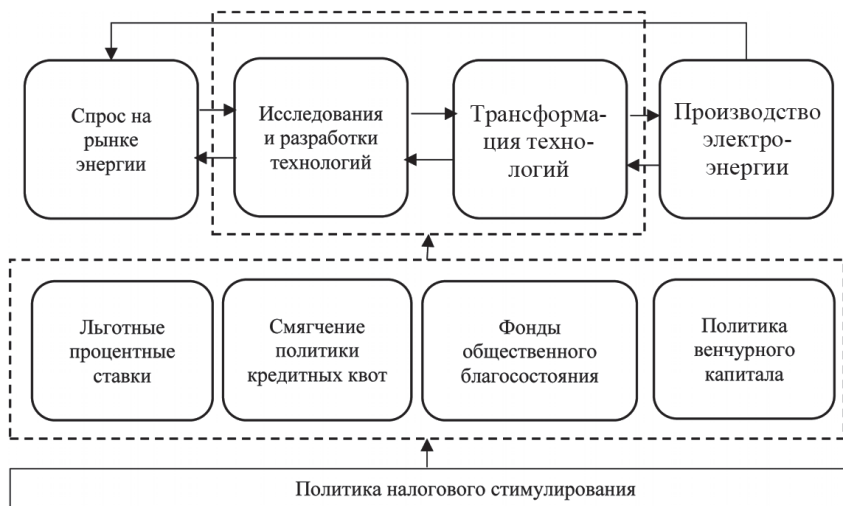 Спрос на
рынке
энергии
Исследования
и разработки
технологий
Трансформа-
ция техно-
логий
Производство
электро-
энергии
Льготные
процентные
ставки
Смягчение
политики
кредитных квот
Фонды
общественного
благосостояния
Политика
венчурного
капитала
Политика налогового стимулирования